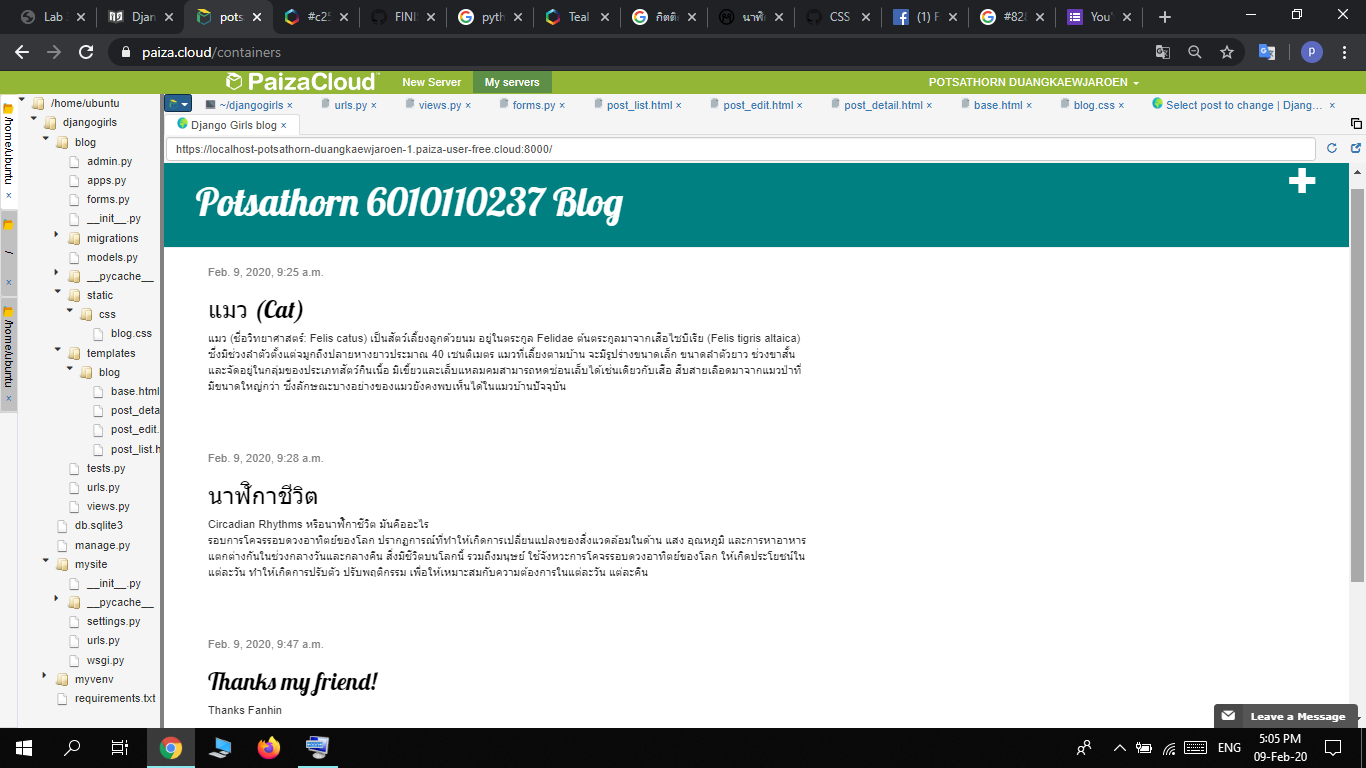 Lab
Djan
pots
#c25
FINI
pyth
Teal
กิตติ
นาฬิ
CSS
(1) F
#828
You'
paiza.cloud/containers
PaizaCloud
New Server
My servers
POTSATHORN DUANGKAEWJAROEN
~/djangogirls ×
urls.py ×
views.py ×
forms.py ×
post_list.html ×
post_edit.html ×
post_detail.html ×
base.html ×
blog.css ×
Select post to change | Djang... ×
Django Girls blog ×
https://localhost-potsathorn-duangkaewjaroen-1.paiza-user-free.cloud:8000/
/home/ubuntu
/
/home/ubuntu
/home/ubuntu
djangogirls
blog
admin.py
apps.py
forms.py
__init__.py
migrations
models.py
__pycache__
static
css
blog.css
templates
blog
base.html
post_deta
post_edit.
post_list.h
tests.py
urls.py
views.py
db.sqlite3
manage.py
mysite
__init__.py
__pycache__
settings.py
urls.py
wsgi.py
myvenv
requirements.txt
Potsathorn 6010110237 Blog
Feb. 9, 2020, 9:25 a.m.
แมว (Cat)
แมว (ชื่อวิทยาศาสตร์: Felis catus) เป็นสัตว์เลี้ยงลูกด้วยนม อยู่ในตระกูล Felidae ต้นตระกูลมาจากเสือไซบีเรีย (Felis tigris altaica)
ซึ่งมีช่วงลำตัวตั้งแต่จมูกถึงปลายหางยาวประมาณ 40 เซนติเมตร แมวที่เลี้ยงตามบ้าน จะมีรูปร่างขนาดเล็ก ขนาดลำตัวยาว ช่วงขาสั้น
และจัดอยู่ในกลุ่มของประเภทสัตว์กินเนื้อ มีเขี้ยวและเล็บแหลมคมสามารถหดซ่อนเล็บได้เช่นเดียวกับเสือ สืบสายเลือดมาจากแมวป่าที่
มีขนาดใหญ่กว่า ซึ่งลักษณะบางอย่างของแมวยังคงพบเห็นได้ในแมวบ้านปัจจุบัน
Feb. 9, 2020, 9:28 a.m.
นาฬิกาชีวิต
Circadian Rhythms หรือนาฬิกาชีวิต มันคืออะไร
รอบการโคจรรอบดวงอาทิตย์ของโลก ปรากฏการณ์ที่ทำให้เกิดการเปลี่ยนแปลงของสิ่งแวดล้อมในด้าน แสง อุณหภูมิ และการหาอาหาร
แตกต่างกันในช่วงกลางวันและกลางคืน สิ่งมีชีวิตบนโลกนี้ รวมถึงมนุษย์ ใช้จังหวะการโคจรรอบดวงอาทิตย์ของโลก ให้เกิดประโยชน์ใน
แต่ละวัน ทำให้เกิดการปรับตัว ปรับพฤติกรรม เพื่อให้เหมาะสมกับความต้องการในแต่ละวัน แต่ละคืน
Feb. 9, 2020, 9:47 a.m.
Thanks my friend!
Thanks Fanhin
Leave a Message
ENG
5:05 PM
09-Feb-20